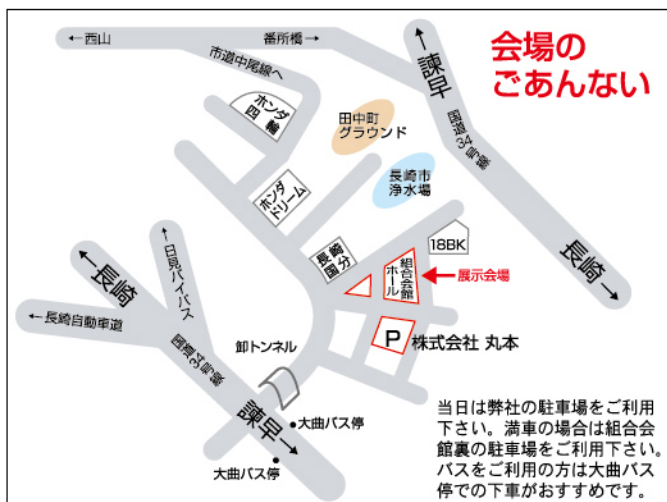 会場の
ごあんない
←西山
番所橋→
市道中尾線へ
←諫早
国道34号線
長崎→
ホンダ
四輪
田中町
グラウンド
長崎市
浄水場
ホンダ
ドリーム
長崎
国分
18BK
組合会館
ホール
←展示会場
P 株式会社 丸本
←長崎
←日見バイパス
←長崎自動車道
国道34号線
諫早→
卸トンネル
大曲バス停
大曲バス停
当日は弊社の駐車場をご利用
下さい。満車の場合は組合会
館裏の駐車場をご利用下さい。
バスをご利用の方は大曲バス
停での下車がおすすめです。